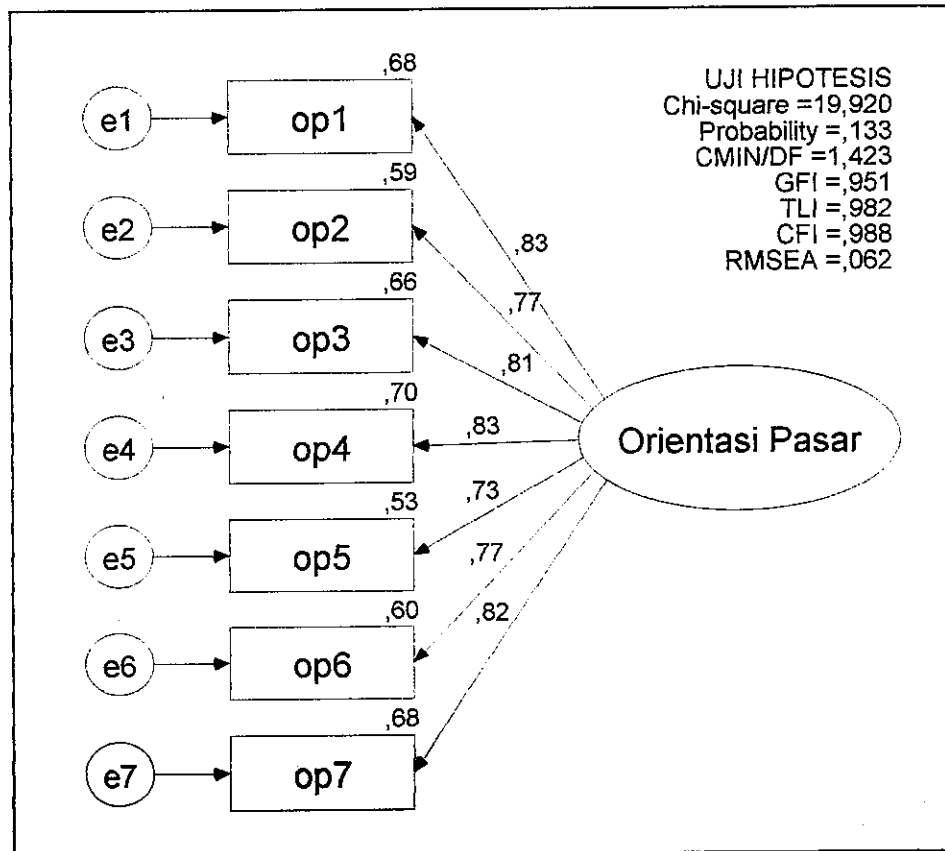 UJI HIPOTESIS
Chi-square =19,920
Probability =,133
CMIN/DF =1,423
GFI =,951
TLI =,982
CFI =,988
RMSEA =,062
,68
e1
op1
,83
,59
e2
op2
,77
,66
e3
op3
,81
,70
e4
op4
,83
Orientasi Pasar
,53
e5
op5
,73
,60
e6
op6
,77
,68
e7
op7
,82